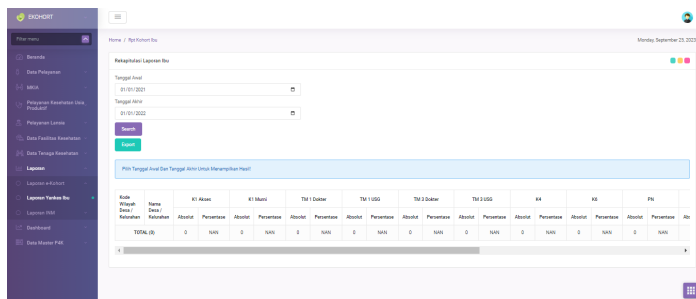 EKOHORT
Filter menu
Beranda
Data Pelayanan
MBOA
Pelayanan Kesehatan Usia Produktif
Pelayanan Lansia
Data Fasilitas Kesehatan
Data Tenaga Kesehatan
Laporan
Laporan e-Kohort
Laporan Yankes Ibu
Laporan WM
Dashboard
Data Master P4K
Home / Rpt Kohort Ibu
Monday, September 25, 2023
Rekapitulasi Laporan Ibu
Tanggal Awal
01/01/2021
Tanggal Akhir
01/01/2022
Search
Export
Pilih Tanggal Awal Dan Tanggal Akhir Untuk Menampilkan Hasil!
Kode Wilayah Desa / Kelurahan
Nama Desa / Kelurahan
K1 Akses K1 Murni TM 1 Dokter TM 1 USG TM 3 Dokter TM 3 USG K4 K6 PN
Absolut Persentase Absolut Persentase Absolut Persentase Absolut Persentase Absolut Persentase Absolut Persentase Absolut Persentase Absolut Persentase Absolut Persentase
TOTAL (0) 0 NAN 0 NAN 0 NAN 0 NAN 0 NAN 0 NAN 0 NAN 0 NAN 0 NAN